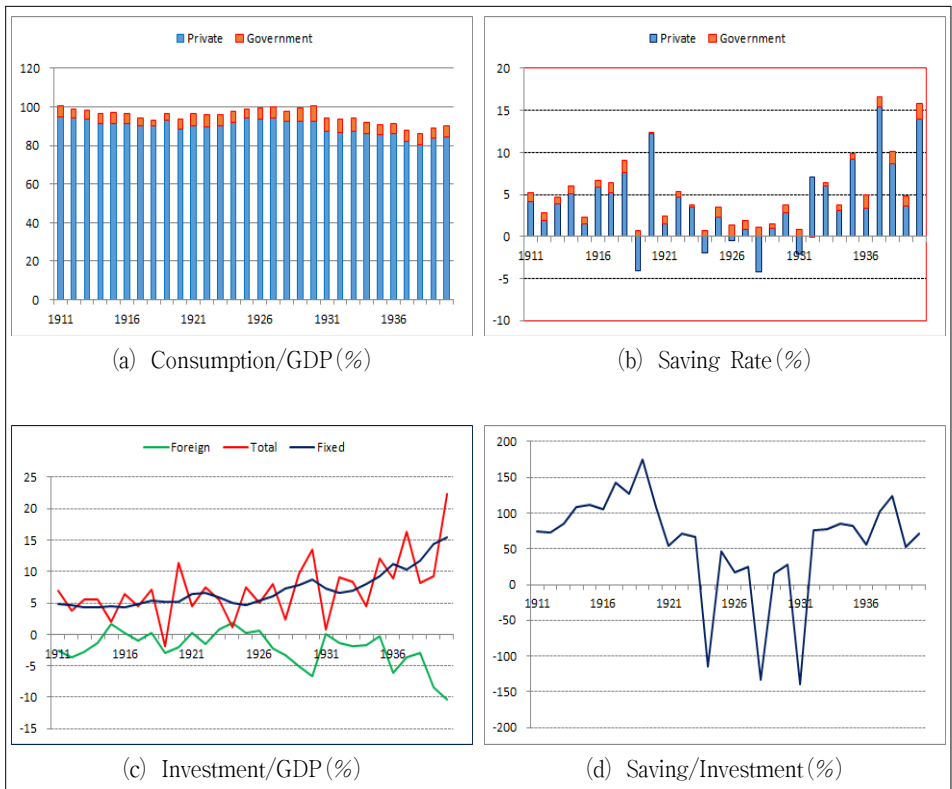 Private Government
120
100
80
60
40
20
0
1911 1916 1921 1926 1931 1936
(a) Consumption/GDP(%)
Private Government
20
15
10
5
0
-5
-10
1911 1916 1921 1926 1931 1936
(b) Saving Rate(%)
Foreign Total Fixed
25
20
15
10
5
0
-5
-10
-15
1911 1916 1921 1926 1931 1936
(c) Investment/GDP(%)
200
150
100
50
0
-50
-100
-150
-200
1911 1916 1921 1926 1931 1936
(d) Saving/Investment(%)